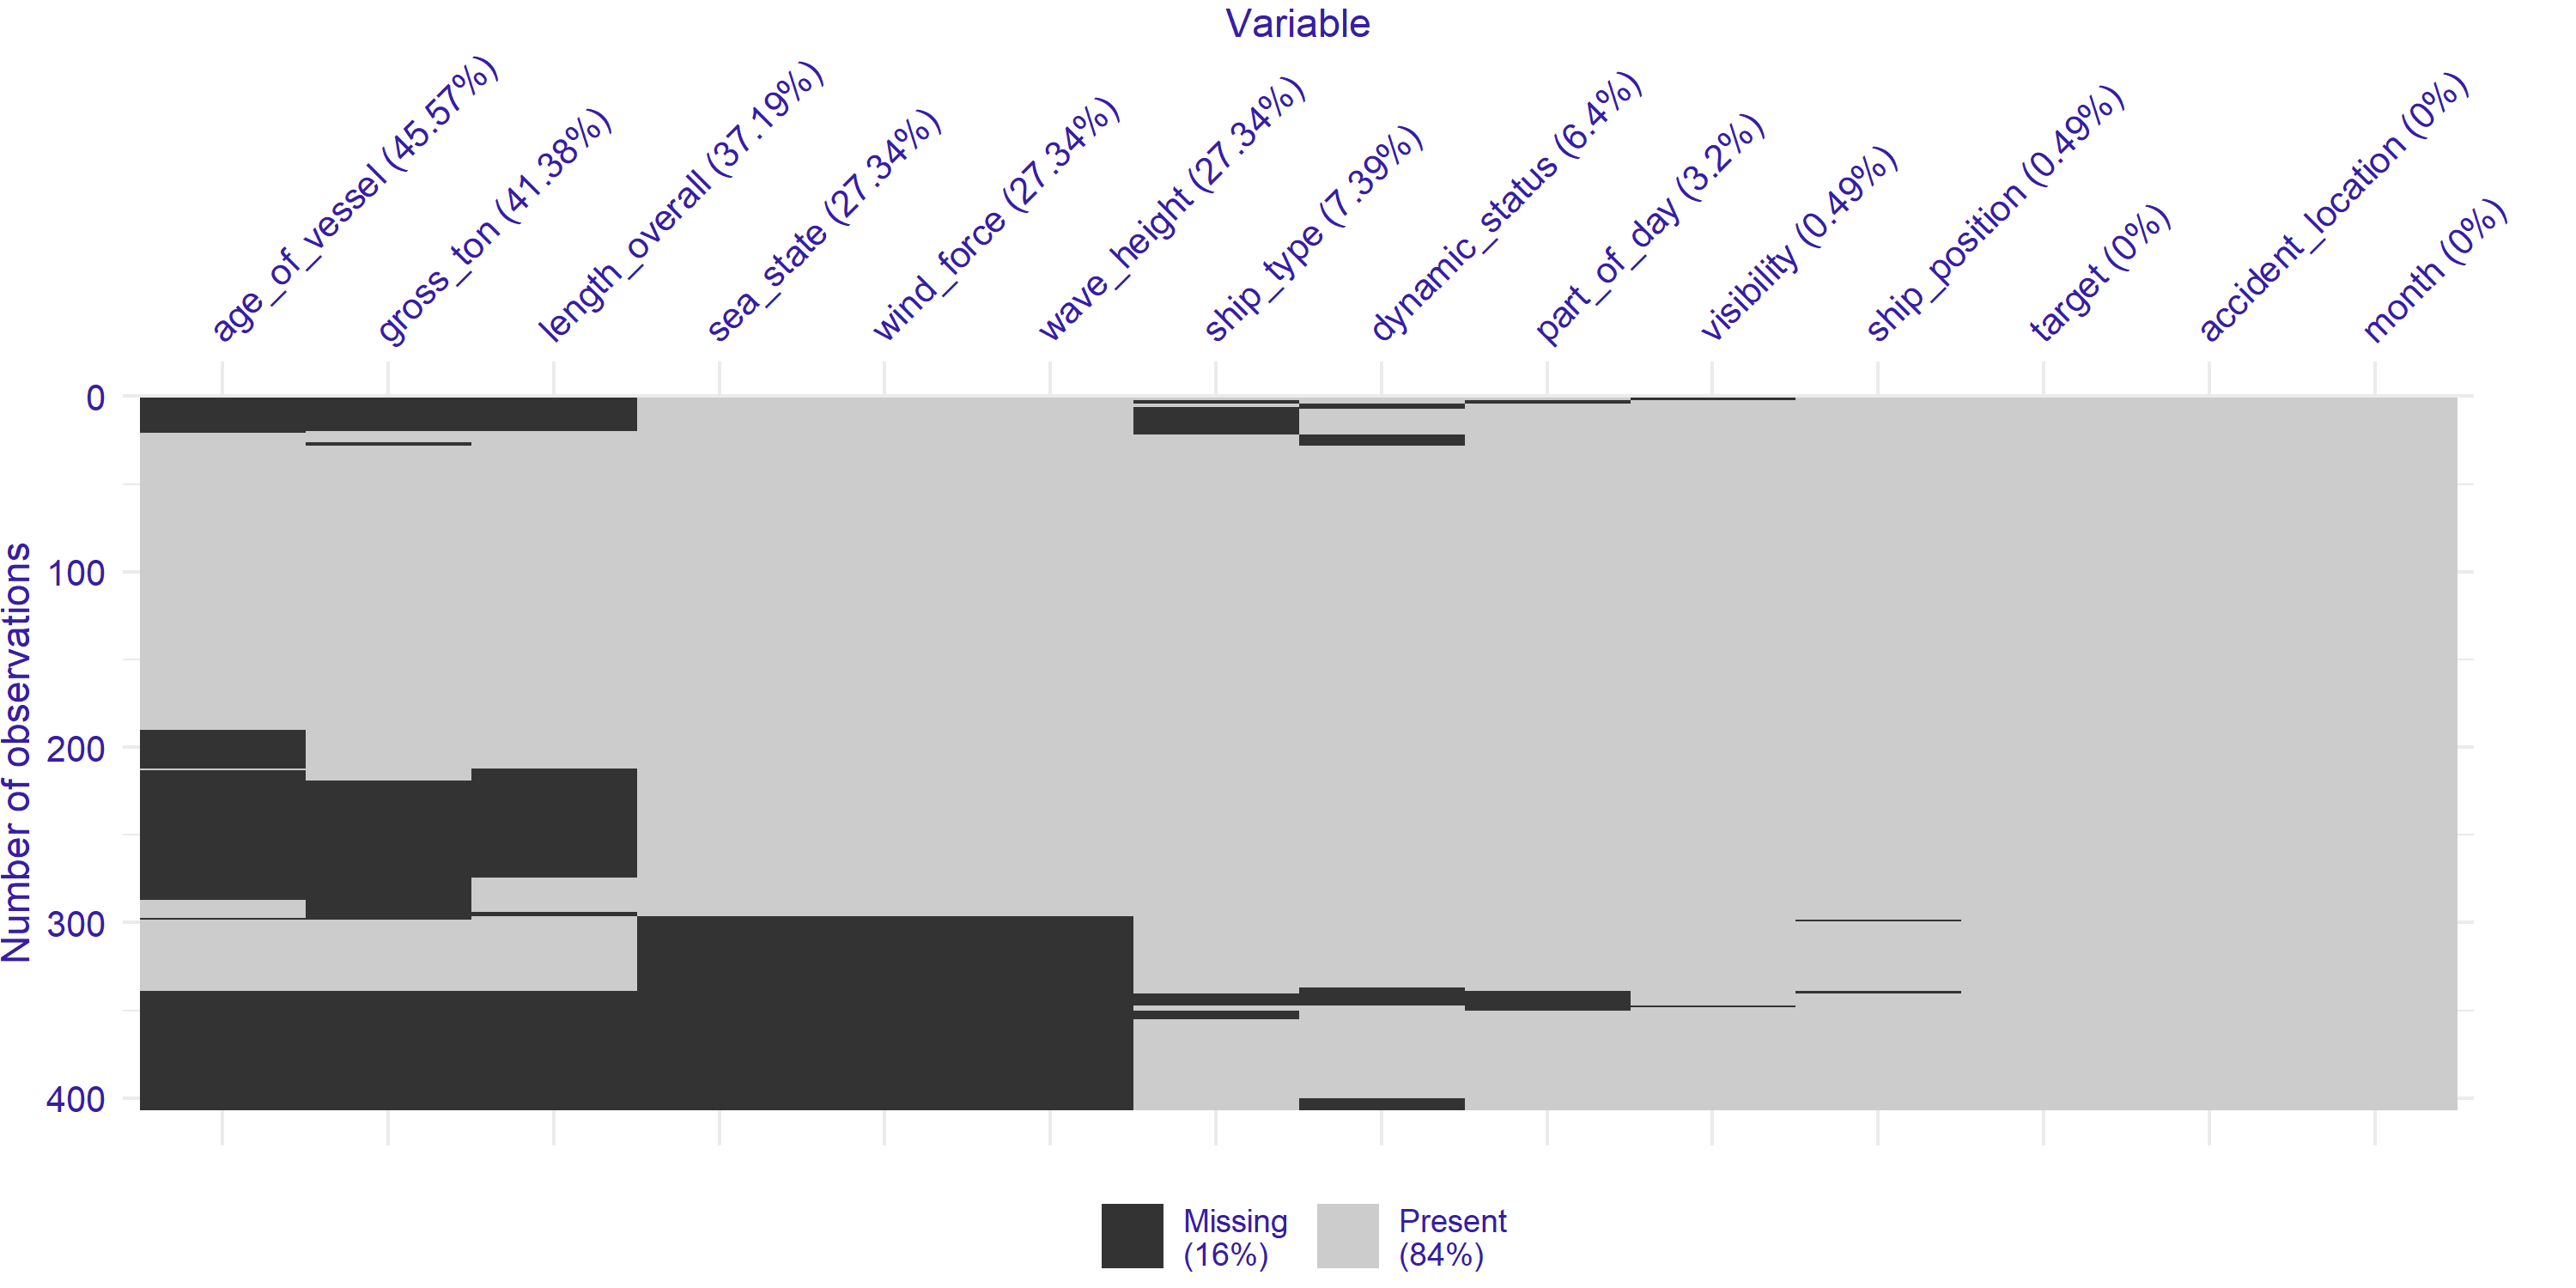 Variable
age_of_vessel (45.57%)
gross_ton (41.38%)
length_overall (37.19%)
sea_state (27.34%)
wind_force (27.34%)
wave_height (27.34%)
ship_type (7.39%)
dynamic_status (6.4%)
part_of_day (3.2%)
visibility (0.49%)
ship_position (0.49%)
target (0%)
accident_location (0%)
month (0%)
Number of observations
0
100
200
300
400
Missing
(16%)
Present
(84%)